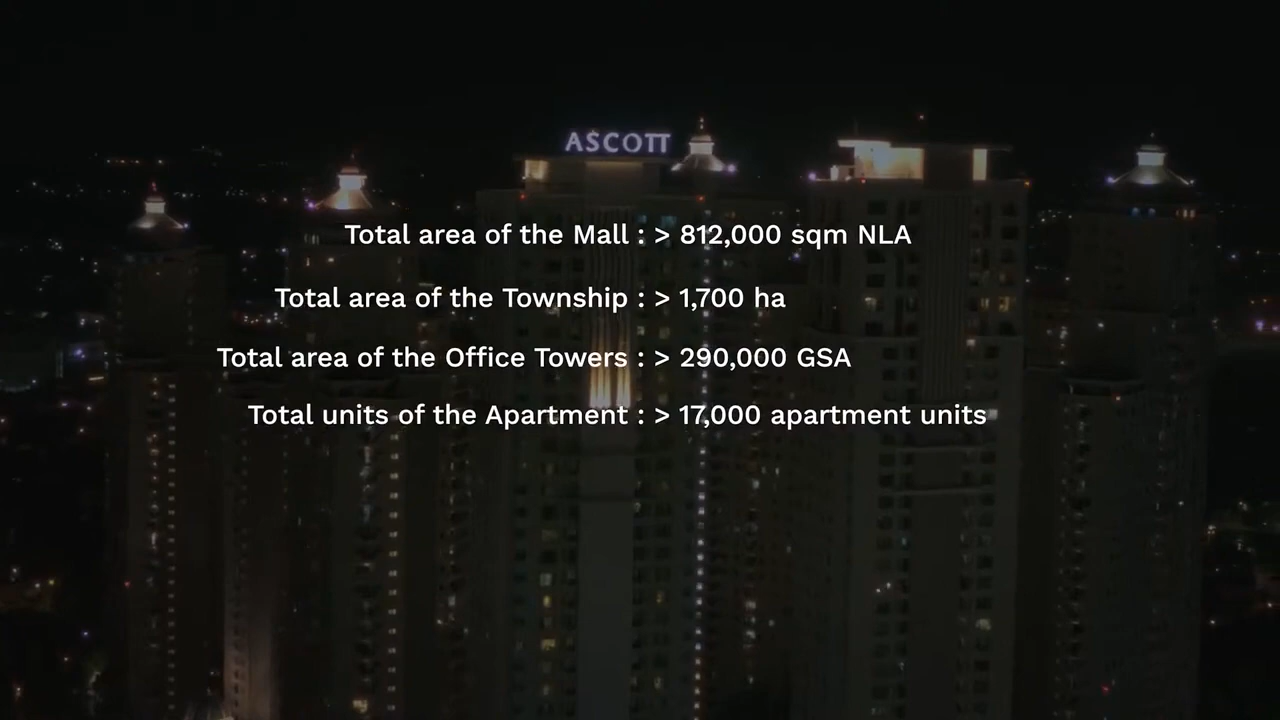 ASCOTT
Total area of the Mall : > 812,000 sqm NLA
Total area of the Township : > 1,700 ha
Total area of the Office Towers : > 290,000 GSA
Total units of the Apartment : > 17,000 apartment units